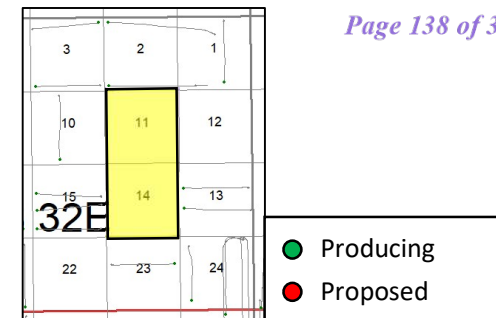 Page 138 of 3
3 2 1
10 11 12
15 14 13
32E
22 23 24
Producing
Proposed